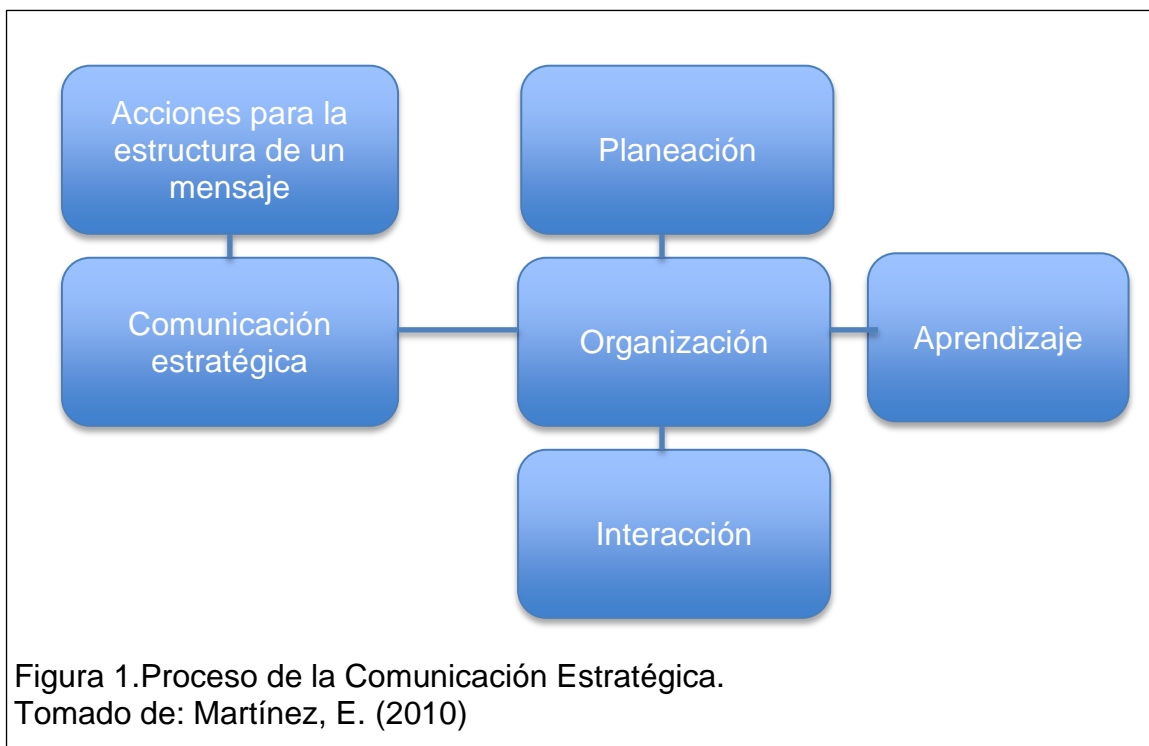 Acciones para la
estructura de un
mensaje
Planeación
Comunicación
estratégica
Organización
Aprendizaje
Interacción
Figura 1.Proceso de la Comunicación Estratégica.
Tomado de: Martínez, E. (2010)